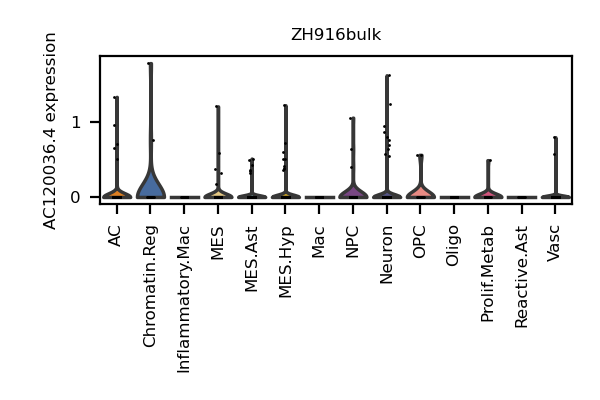 ZH916bulk
AC120036.4 expression
1
0
AC
Chromatin.Reg
Inflammatory.Mac
MES
MES.Ast
MES.Hyp
Mac
NPC
Neuron
OPC
Oligo
Prolif.Metab
Reactive.Ast
Vasc